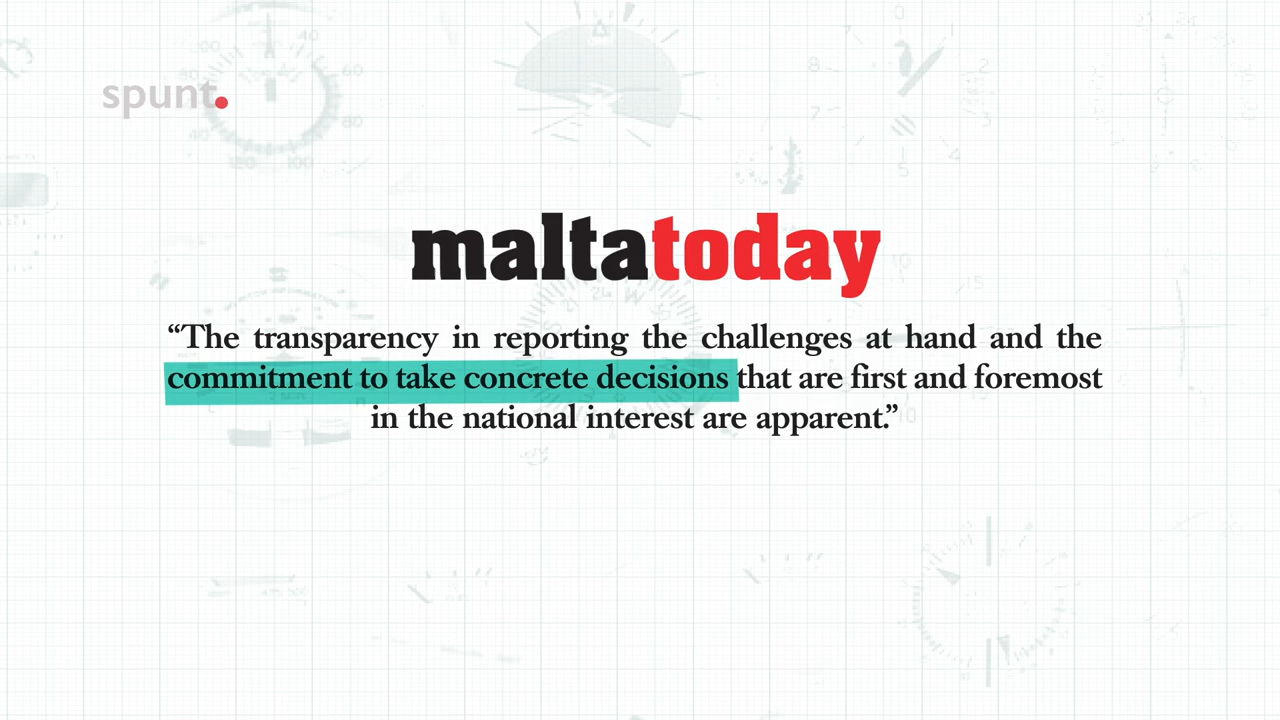 spunt.
maltatoday
“The transparency in reporting the challenges at hand and the
commitment to take concrete decisions that are first and foremost
in the national interest are apparent.”